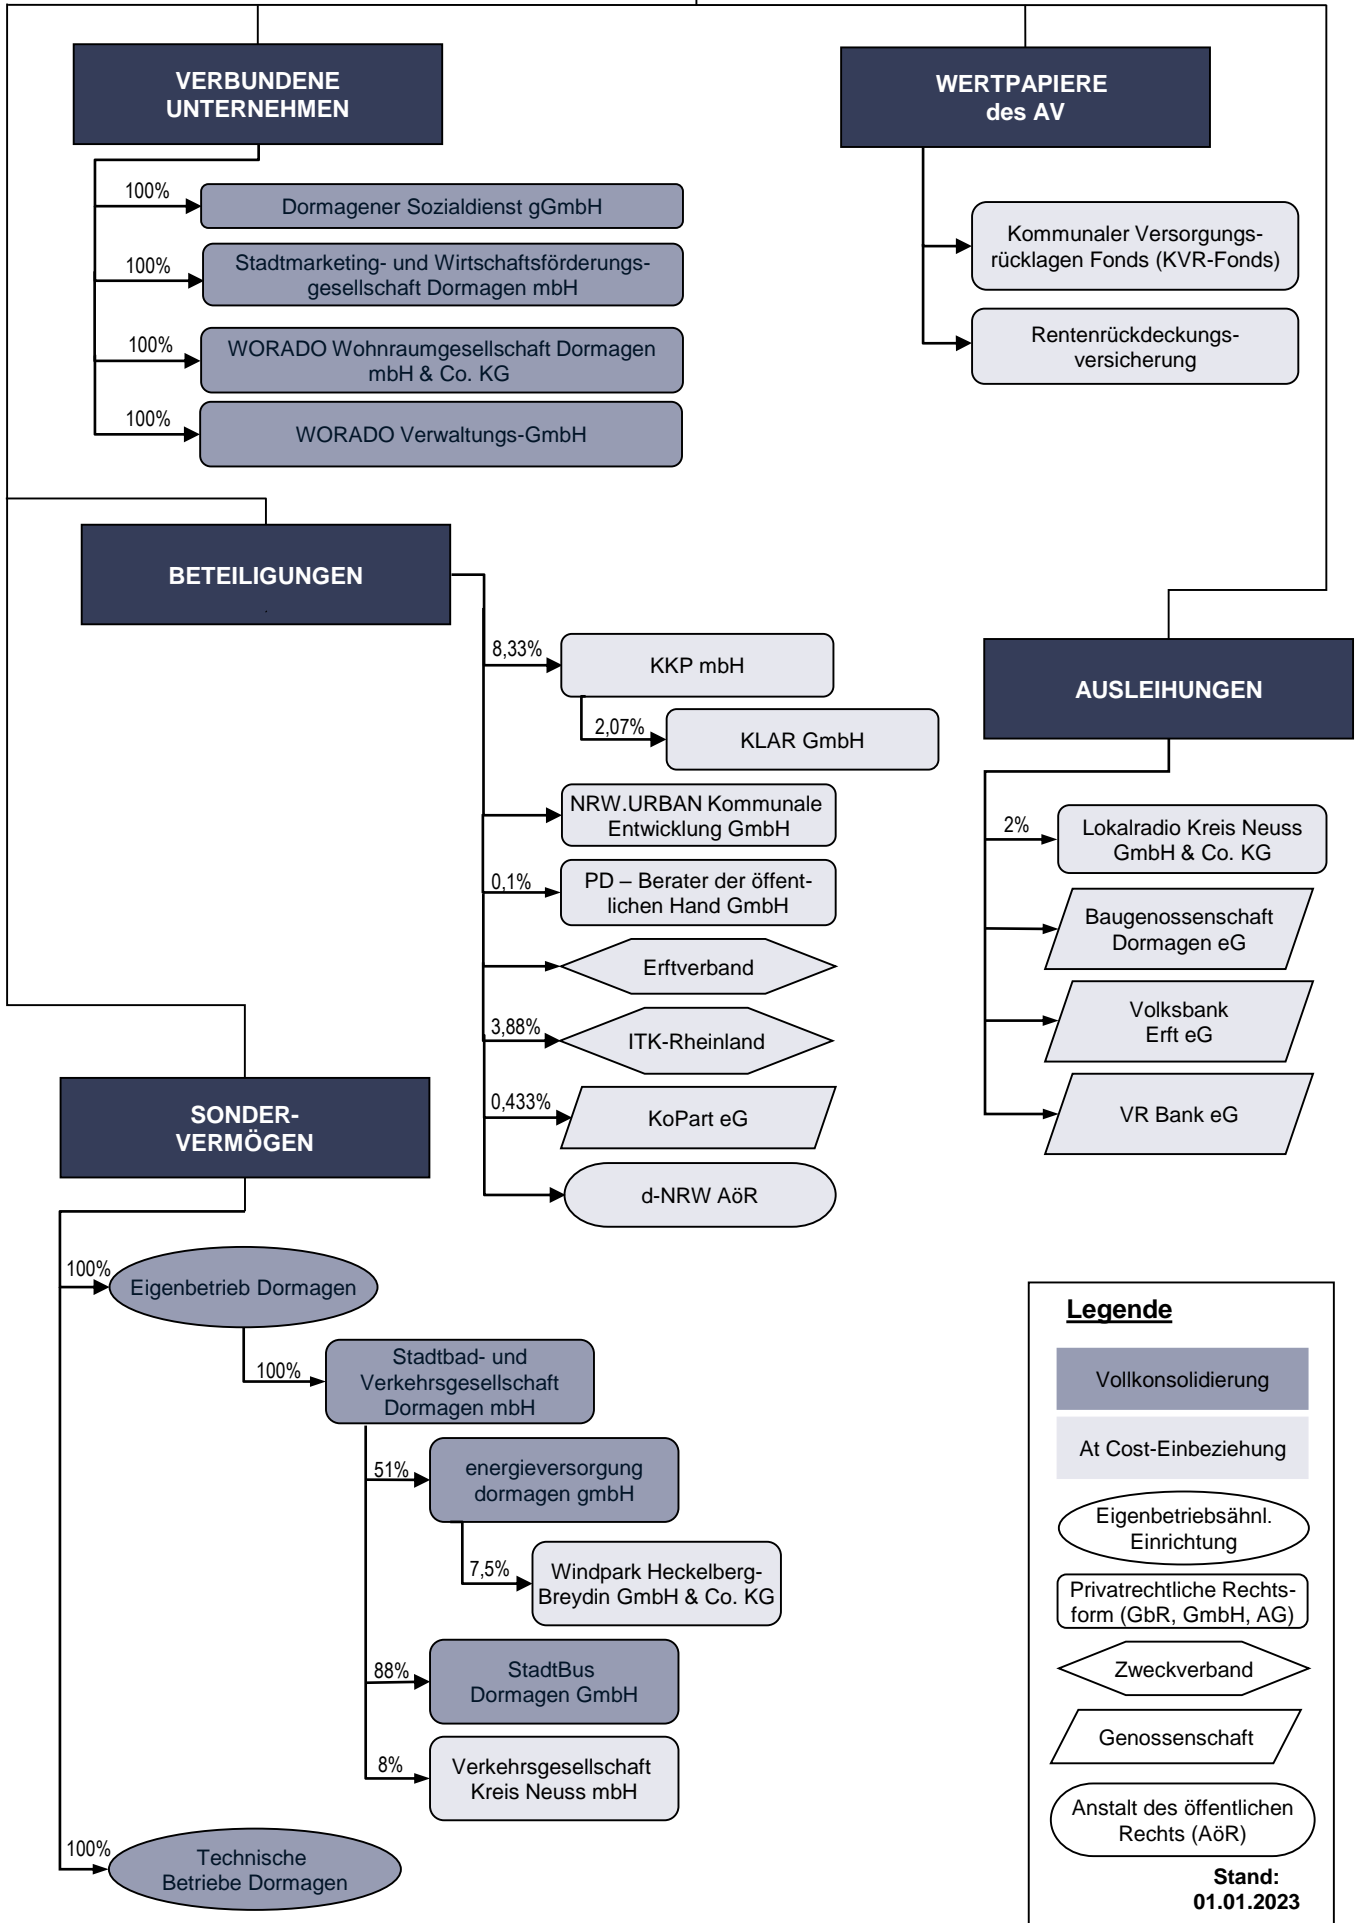 VERBUNDENE
UNTERNEHMEN
100%
Dormagener Sozialdienst gGmbH
100%
Stadtmarketing- und Wirtschaftsförderungs-
gesellschaft Dormagen mbH
100%
WORADO Wohnraumgesellschaft Dormagen
mbH & Co. KG
100%
WORADO Verwaltungs-GmbH
WERTPAPIERE
des AV
Kommunaler Versorgungs-
rücklagen Fonds (KVR-Fonds)
Rentenrückdeckungs-
versicherung
BETEILIGUNGEN
.
8,33%
KKP mbH
2,07%
KLAR GmbH
NRW.URBAN Kommunale
Entwicklung GmbH
0,1%
PD – Berater der öffent-
lichen Hand GmbH
Erftverband
3,88%
ITK-Rheinland
0,433%
KoPart eG
d-NRW AöR
AUSLEIHUNGEN
2%
Lokalradio Kreis Neuss
GmbH & Co. KG
Baugenossenschaft
Dormagen eG
Volksbank
Erft eG
VR Bank eG
SONDER-
VERMÖGEN
100%
Eigenbetrieb Dormagen
100%
Stadtbad- und
Verkehrsgesellschaft
Dormagen mbH
51%
energieversorgung
dormagen gmbH
7,5%
Windpark Heckelberg-
Breydin GmbH & Co. KG
88%
StadtBus
Dormagen GmbH
8%
Verkehrsgesellschaft
Kreis Neuss mbH
100%
Technische
Betriebe Dormagen
Legende
Vollkonsolidierung
At Cost-Einbeziehung
Eigenbetriebsähnl.
Einrichtung
Privatrechtliche Rechts-
form (GbR, GmbH, AG)
Zweckverband
Genossenschaft
Anstalt des öffentlichen
Rechts (AöR)
Stand:
01.01.2023